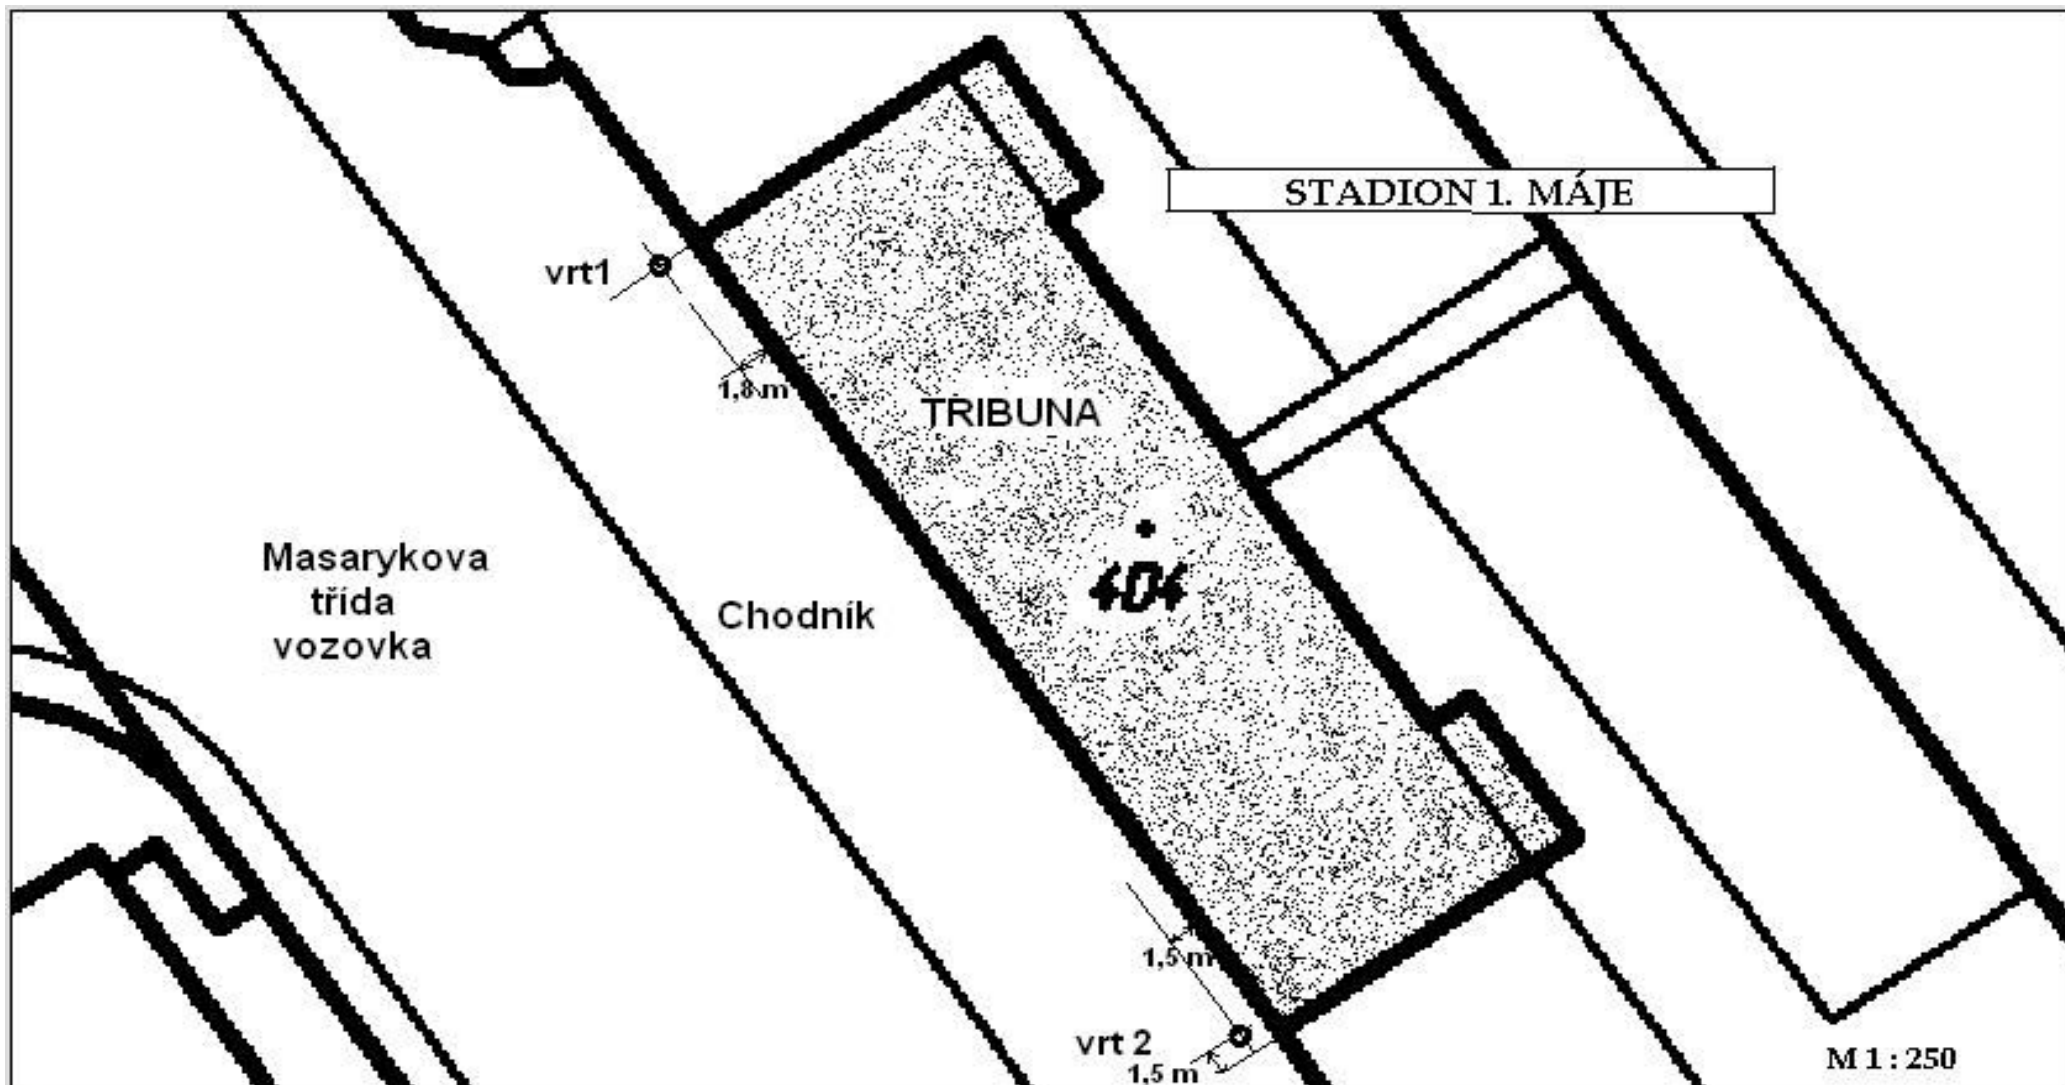 STADION 1. MÁJE
vrt1
1,8 m
TRIBUNA
404
Masarykova
třída
vozovka
Chodník
1,5 m
vrt 2
1,5 m
M 1 : 250